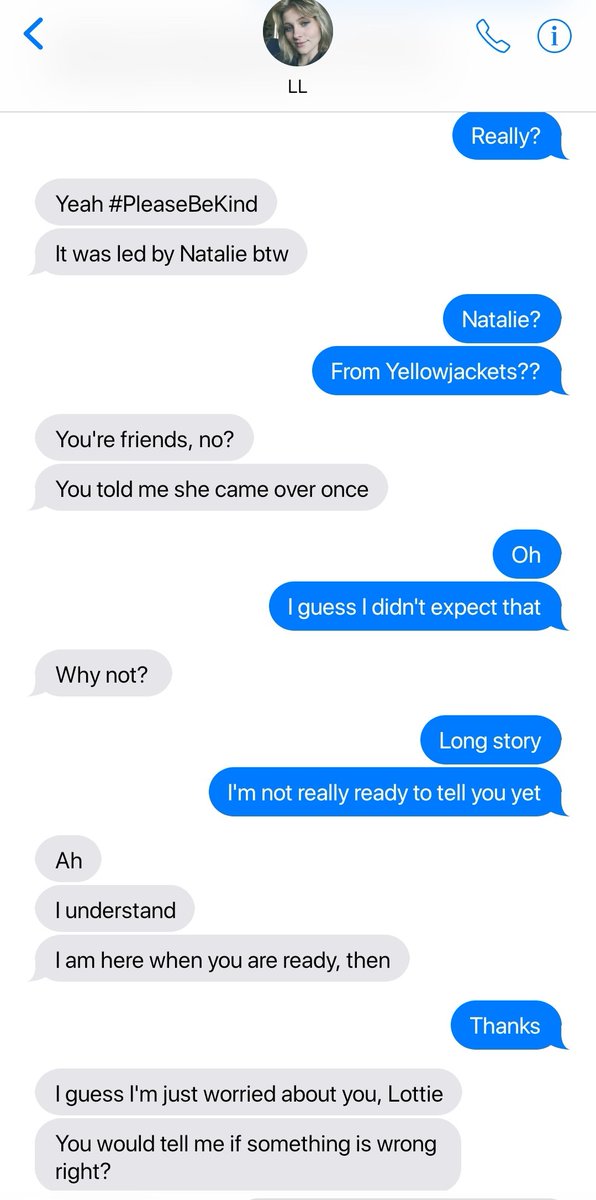 LL
Really?
Yeah #PleaseBeKind
It was led by Natalie btw
Natalie?
From Yellowjackets??
You're friends, no?
You told me she came over once
Oh
I guess I didn't expect that
Why not?
Long story
I'm not really ready to tell you yet
Ah
I understand
I am here when you are ready, then
Thanks
I guess I'm just worried about you, Lottie
You would tell me if something is wrong
right?